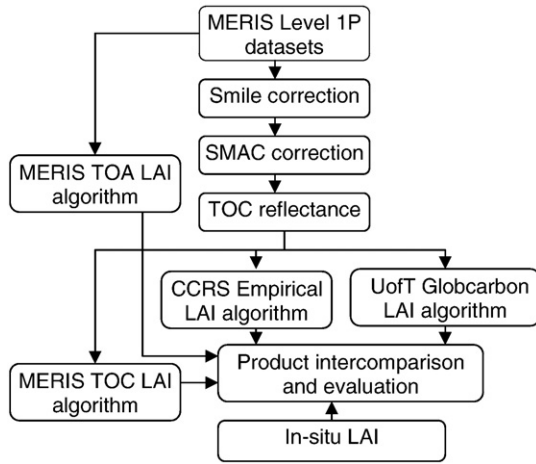 MERIS Level 1P
datasets
Smile correction
SMAC correction
MERIS TOA LAI
algorithm
TOC reflectance
CCRS Empirical
LAI algorithm
UofT Globcarbon
LAI algorithm
MERIS TOC LAI
algorithm
Product intercomparison
and evaluation
In-situ LAI